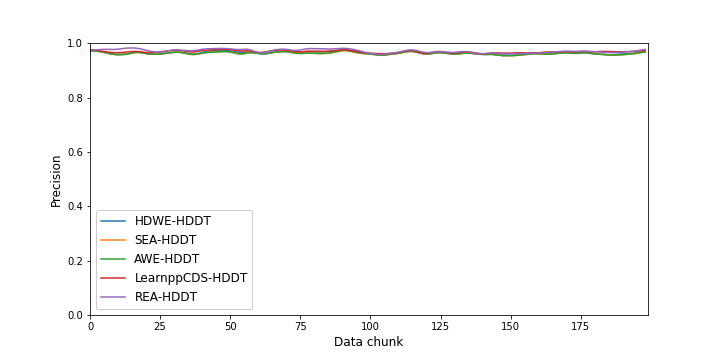 1.0
0.8
0.6
0.4
0.2
0.0
Precision
HDWE-HDDT
SEA-HDDT
AWE-HDDT
LearnppCDS-HDDT
REA-HDDT
0 25 50 75 100 125 150 175
Data chunk